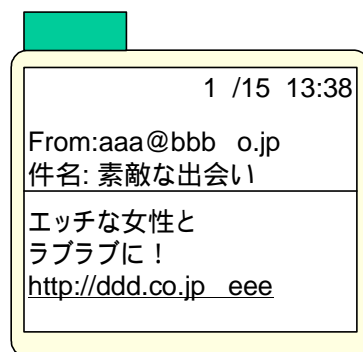 1 /15 13:38
From:aaa@bbb o.jp
件名: 素敵な出会い
エッチな女性と
ラブラブに！
http://ddd.co.jp eee